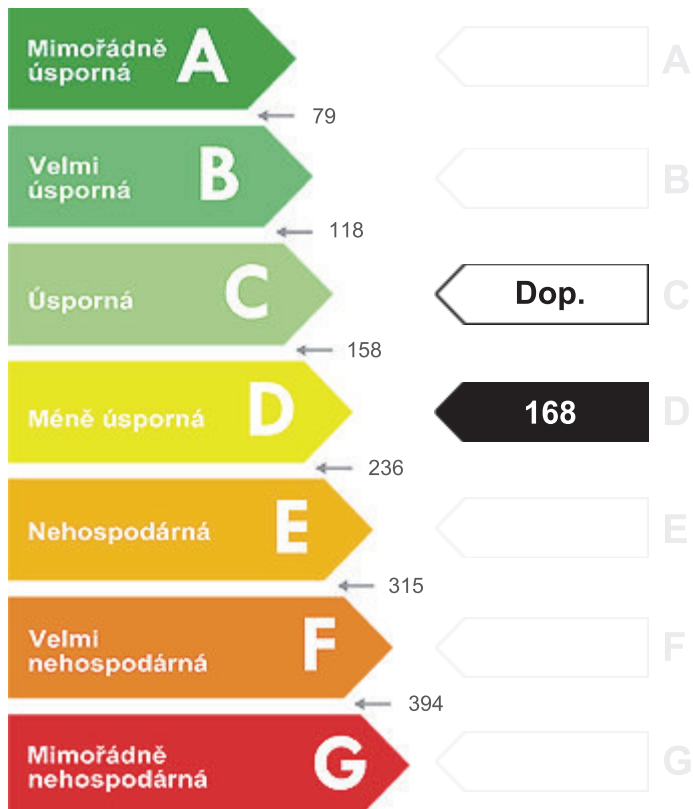 Mimořádně
úsporná
A
A
79
Velmi
úsporná
B
B
118
Úsporná
C
Dop.
C
158
Méně úsporná
D
168
D
236
Nehospodárná
E
E
315
Velmi
nehospodárná
F
F
394
Mimořádně
nehospodárná
G
G